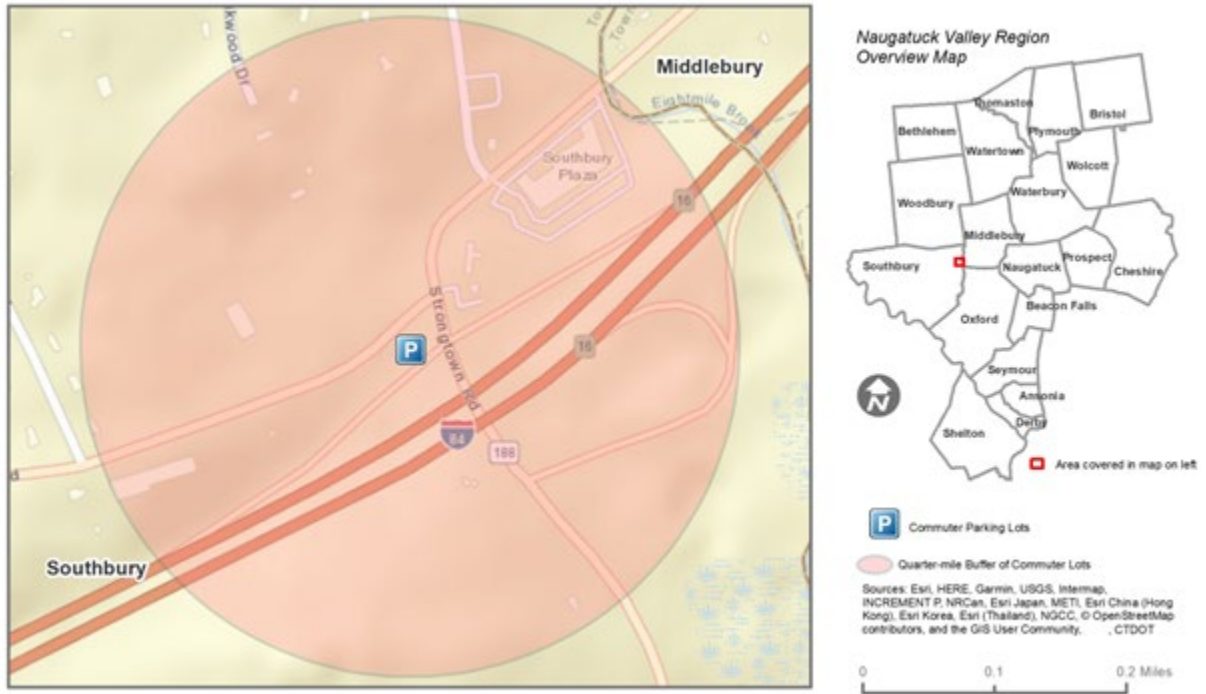 kwood Dr
Middlebury
Eightmile Brook
Southbury
Plaza
16
Strongtown Rd
P
16
84
188
d
Southbury
Naugatuck Valley Region
Overview Map
Thomaston
Bristol
Bethlehem
Plymouth
Watertown
Wolcott
Waterbury
Woodbury
Middlebury
Southbury
Naugatuck
Prospect
Cheshire
Beacon Falls
Oxford
Seymour
Ansonia
Derby
Shelton
N
Area covered in map on left
P
Commuter Parking Lots
Quarter-mile Buffer of Commuter Lots
Sources: Esri, HERE, Garmin, USGS, Intermap,
INCREMENT P, NRCan, Esri Japan, METI, Esri China (Hong
Kong), Esri Korea, Esri (Thailand), NGCC, © OpenStreetMap
contributors, and the GIS User Community, , CTDOT
0 0.1 0.2 Miles